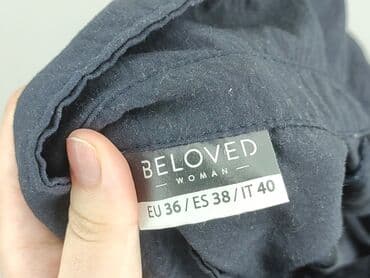 BELOVED
— WOMAN —
EU 36 / ES 38 / IT 40